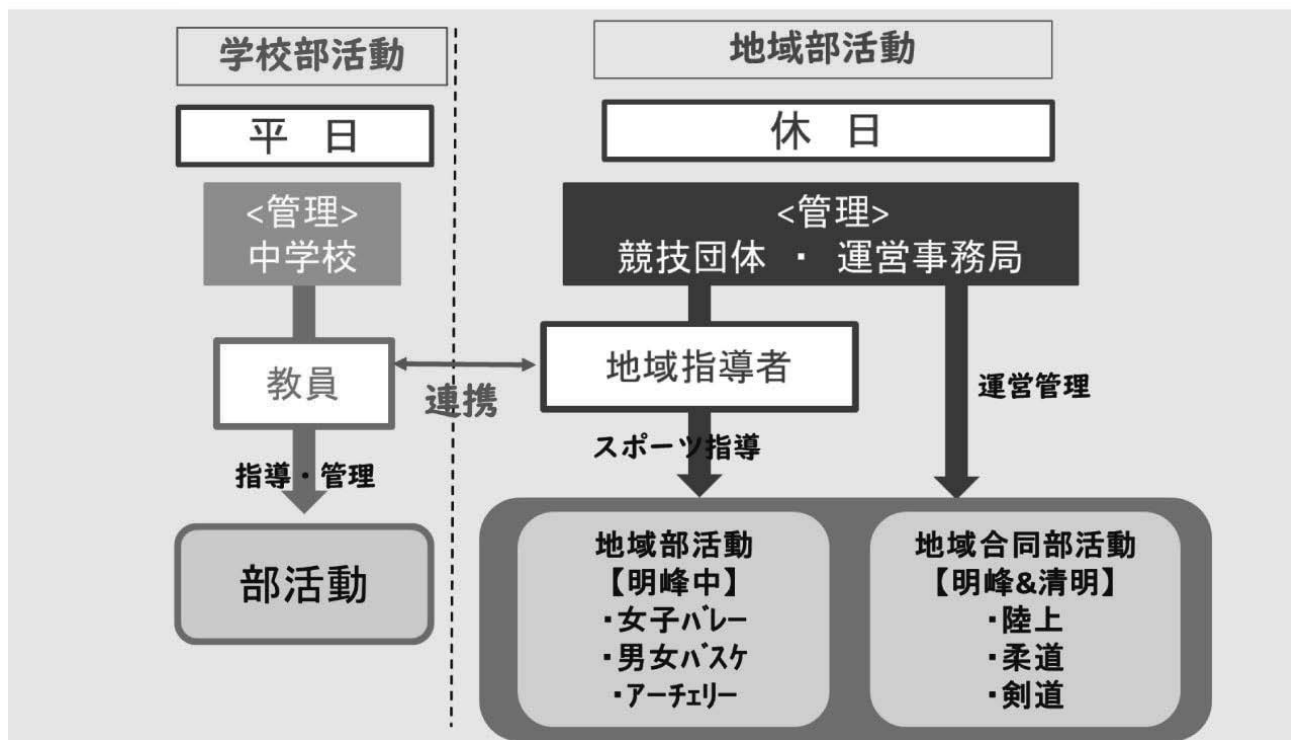 学校部活動
平日
<管理>
中学校
教員
指導・管理
部活動
連携
地域部活動
休日
<管理>
競技団体 ・ 運営事務局
地域指導者
スポーツ指導
運営管理
地域部活動
【明峰中】
・女子ﾊﾞﾚー
・男女ﾊﾞｽｹ
・アーチェリー
地域合同部活動
【明峰&清明】
・陸上
・柔道
・剣道